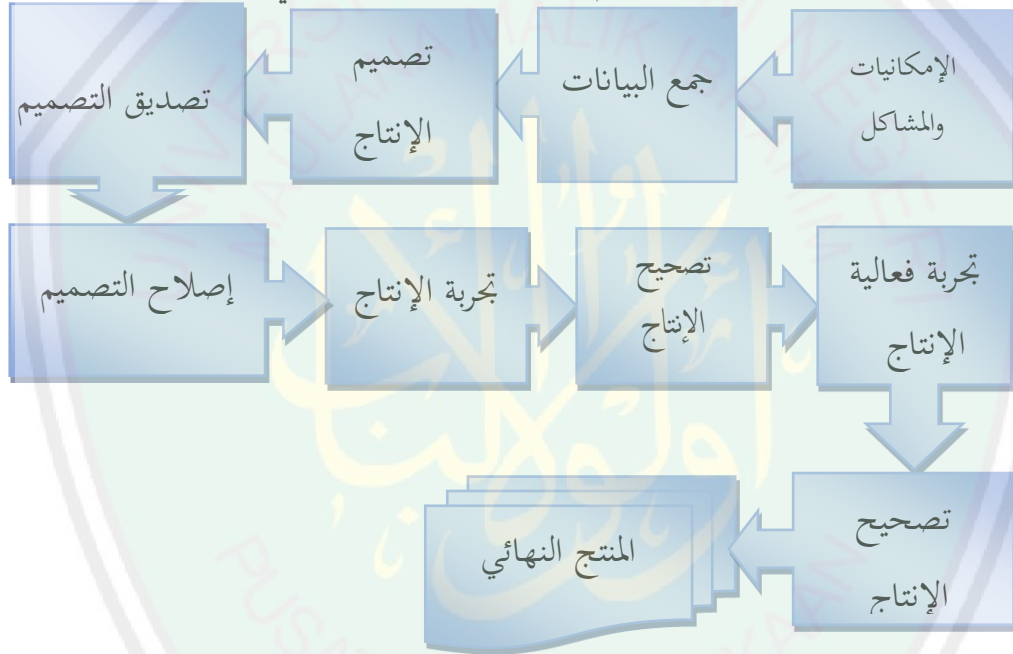 الإمكانيات
والمشاكل
جمع البيانات
تصميم
الإنتاج
تصديق التصميم
إصلاح التصميم
تجربة الإنتاج
تصحيح
الإنتاج
تجربة فعالية
الإنتاج
تصحيح
الإنتاج
المنتج النهائي